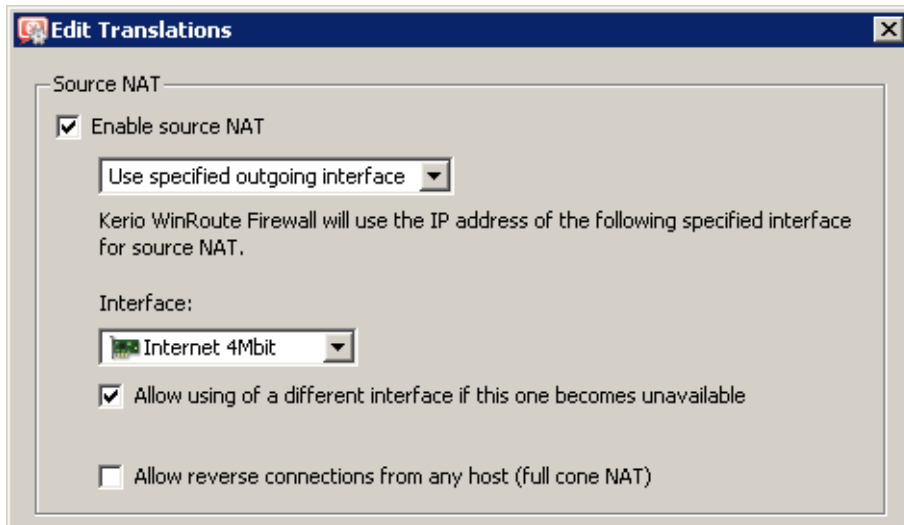 Edit Translations
Source NAT
Enable source NAT
Use specified outgoing interface
Kerio WinRoute Firewall will use the IP address of the following specified interface
for source NAT.
Interface:
Internet 4Mbit
Allow using of a different interface if this one becomes unavailable
Allow reverse connections from any host (full cone NAT)